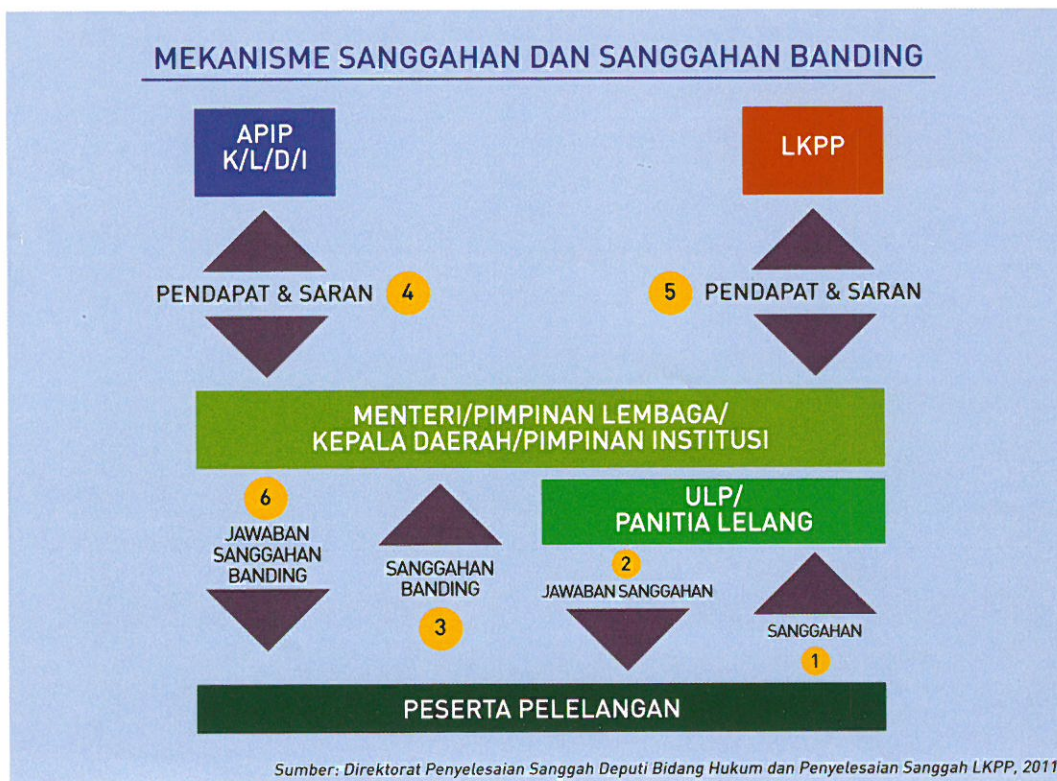 MEKANISME SANGGAHAN DAN SANGGAHAN BANDING
APIP
K/L/D/I
LKPP
PENDAPAT & SARAN 4
5 PENDAPAT & SARAN
MENTERI/PIMPINAN LEMBAGA/
KEPALA DAERAH/PIMPINAN INSTITUSI
6
JAWABAN
SANGGAHAN
BANDING
SANGGAHAN
BANDING
3
ULP/
PANITIA LELANG
2
JAWABAN SANGGAHAN
SANGGAHAN
1
PESERTA PELELANGAN
Sumber: Direktorat Penyelesaian Sanggah Deputi Bidang Hukum dan Penyelesaian Sanggah LKPP, 2011